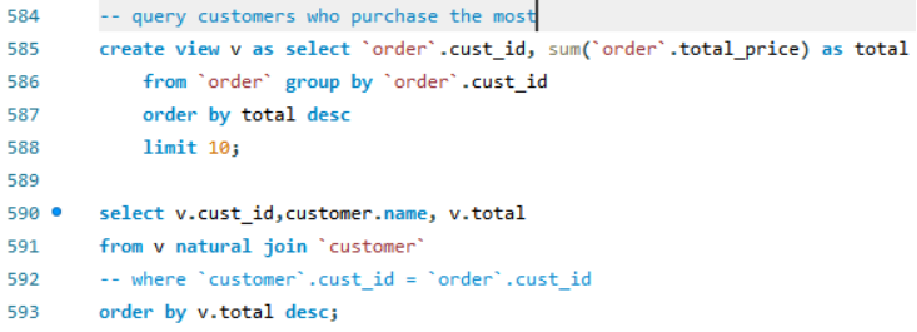 584 -- query customers who purchase the most
585 create view v as select `order`.cust_id, sum(`order`.total_price) as total
586 from `order` group by `order`.cust_id
587 order by total desc
588 limit 10;
589
590 select v.cust_id,customer.name, v.total
591 from v natural join `customer`
592 -- where `customer`.cust_id = `order`.cust_id
593 order by v.total desc;